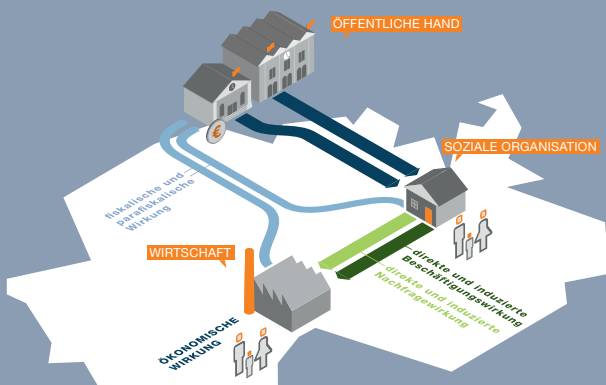 ÖFFENTLICHE HAND
SOZIALE ORGANISATION
€
fiskalische und
parafiskalische
Wirkung
WIRTSCHAFT
direkte und induzierte
Beschäftigungswirkung
direkte und induzierte
Nachfragewirkung
ÖKONOMISCHE
WIRKUNG